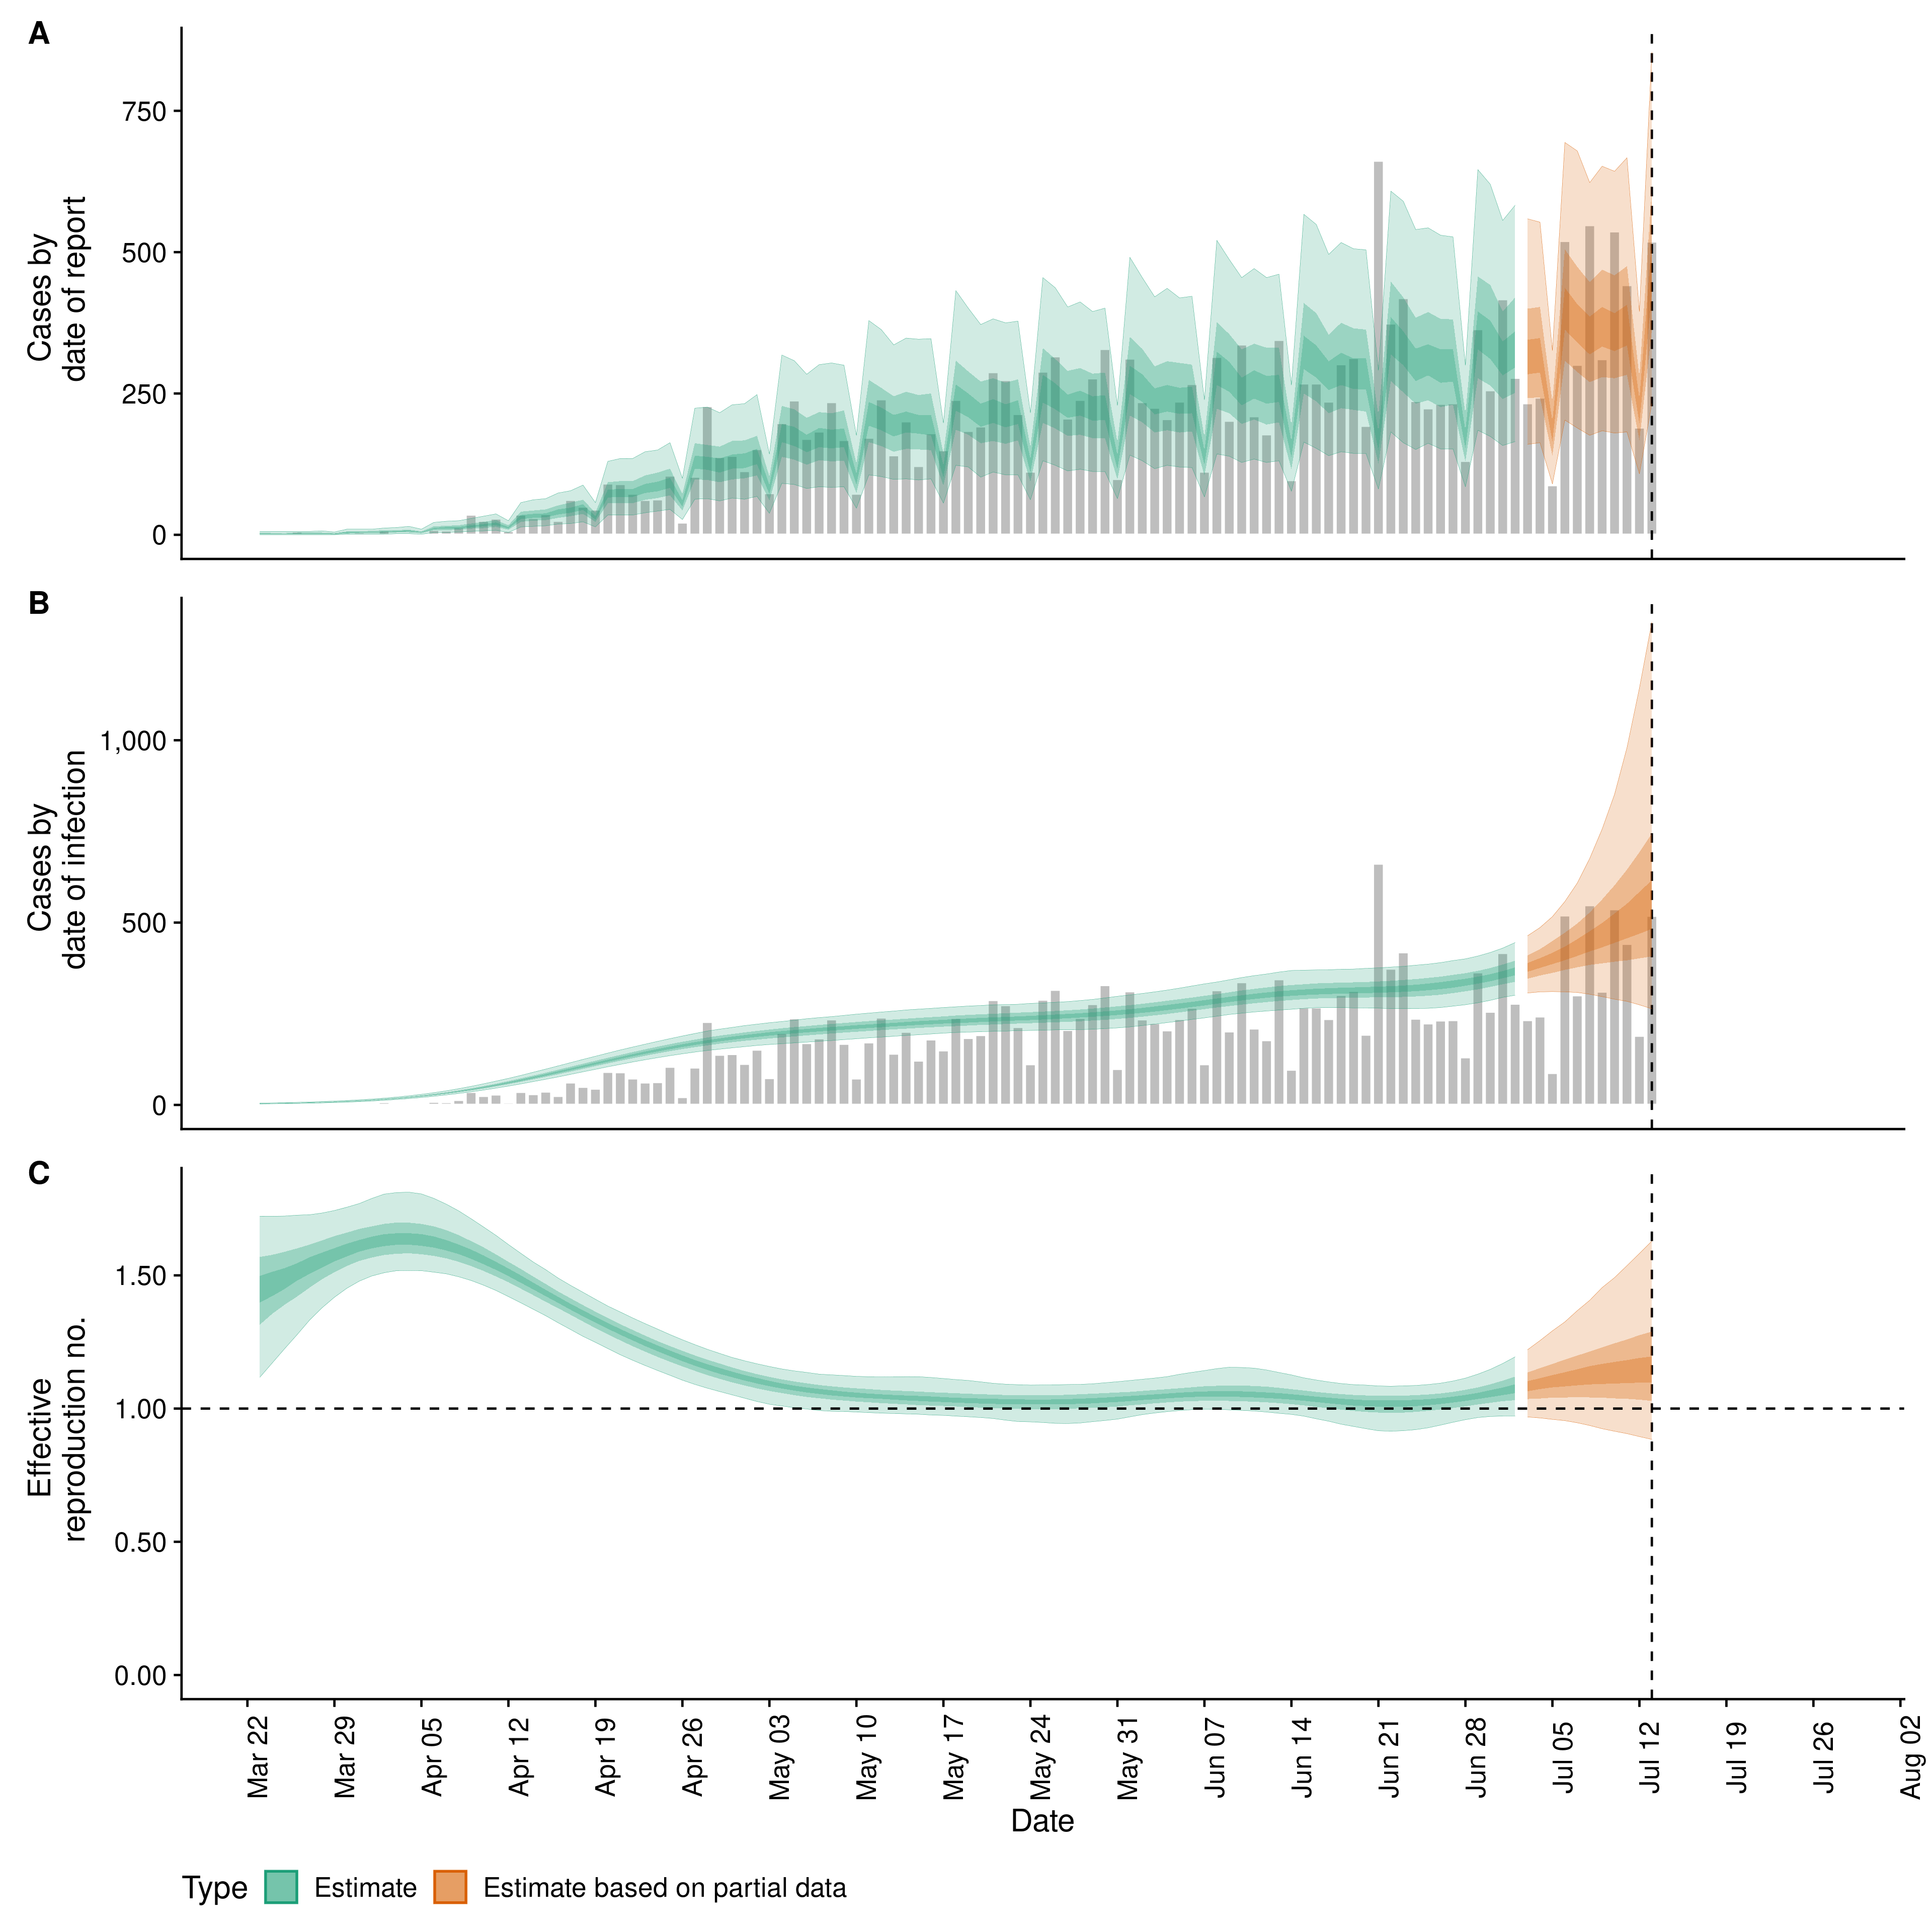 A
Cases by
date of report
750
500
250
0
B
Cases by
date of infection
1,000
500
0
C
Effective
reproduction no.
1.50
1.00
0.50
0.00
Mar 22
Mar 29
Apr 05
Apr 12
Apr 19
Apr 26
May 03
May 10
May 17
May 24
May 31
Jun 07
Jun 14
Jun 21
Jun 28
Jul 05
Jul 12
Jul 19
Jul 26
Aug 02
Date
Type Estimate Estimate based on partial data